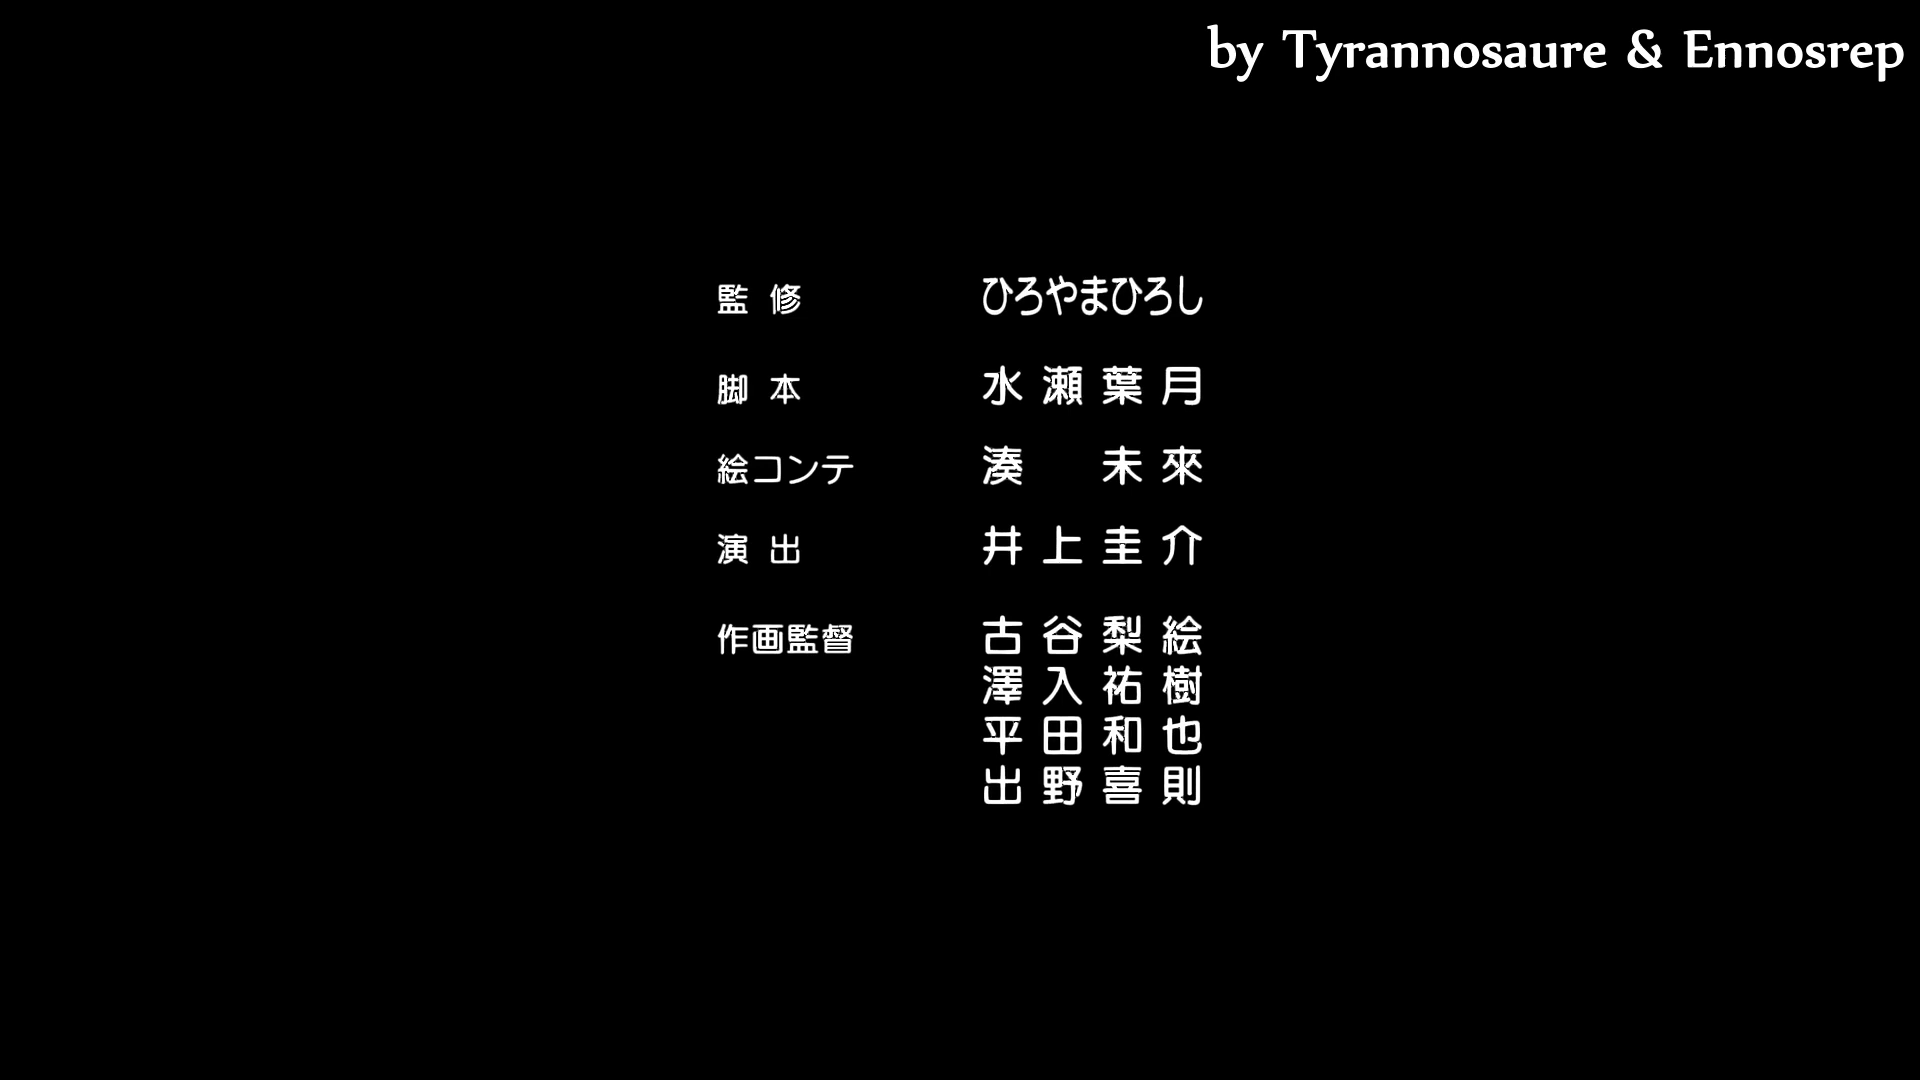 by Tyrannosaure & Ennosrep
監修 ひろやまひろし
脚本 水瀬葉月
絵コンテ 湊 未來
演出 井上圭介
作画監督 古谷梨絵
澤入祐樹
平田和也
出野喜則